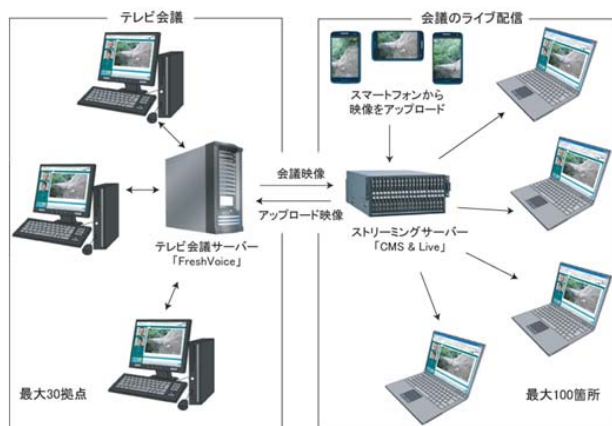 テレビ会議
会議のライブ配信
スマートフォンから
映像をアップロード
会議映像
アップロード映像
テレビ会議サーバー
「FreshVoice」
ストリーミングサーバー
「CMS & Live」
最大30拠点
最大100箇所